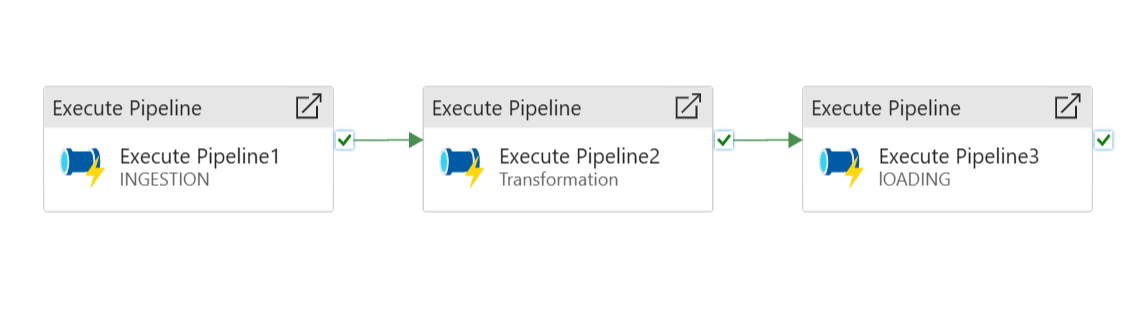 Execute Pipeline
Execute Pipeline1
INGESTION
Execute Pipeline
Execute Pipeline2
Transformation
Execute Pipeline
Execute Pipeline3
lOADING